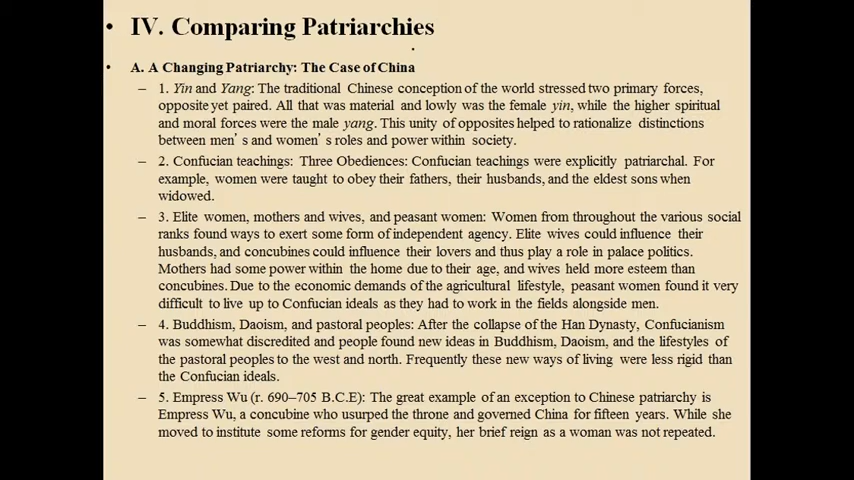 • IV. Comparing Patriarchies
• A. A Changing Patriarchy: The Case of China
– 1. Yin and Yang: The traditional Chinese conception of the world stressed two primary forces,
opposite yet paired. All that was material and lowly was the female yin, while the higher spiritual
and moral forces were the male yang. This unity of opposites helped to rationalize distinctions
between men's and women's roles and power within society.
– 2. Confucian teachings: Three Obediences: Confucian teachings were explicitly patriarchal. For
example, women were taught to obey their fathers, their husbands, and the eldest sons when
widowed.
– 3. Elite women, mothers and wives, and peasant women: Women from throughout the various social
ranks found ways to exert some form of independent agency. Elite wives could influence their
husbands, and concubines could influence their lovers and thus play a role in palace politics.
Mothers had some power within the home due to their age, and wives held more esteem than
concubines. Due to the economic demands of the agricultural lifestyle, peasant women found it very
difficult to live up to Confucian ideals as they had to work in the fields alongside men.
– 4. Buddhism, Daoism, and pastoral peoples: After the collapse of the Han Dynasty, Confucianism
was somewhat discredited and people found new ideas in Buddhism, Daoism, and the lifestyles of
the pastoral peoples to the west and north. Frequently these new ways of living were less rigid than
the Confucian ideals.
– 5. Empress Wu (r. 690–705 B.C.E): The great example of an exception to Chinese patriarchy is
Empress Wu, a concubine who usurped the throne and governed China for fifteen years. While she
moved to institute some reforms for gender equity, her brief reign as a woman was not repeated.